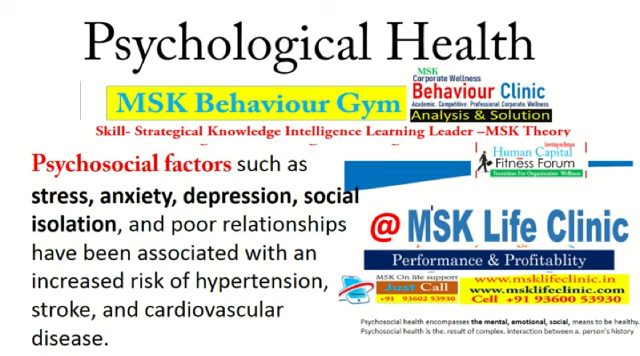 Psychological Health
MSK Behaviour Gym
MSK
Corporate Wellness
Behaviour Clinic
Academic. Competitive . Professional.Corporate. Wellness
Analysis & Solution
Skill- Strategical Knowledge Intelligence Learning Leader –MSK Theory
Psychosocial factors such as
stress, anxiety, depression, social
isolation, and poor relationships
have been associated with an
increased risk of hypertension,
stroke, and cardiovascular
disease.
Human Capital
Fitness Forum
Transition For Organization Wellness
@ MSK Life Clinic
Performance & Profitablity
MSK On life support
Just Call
+91 93602 53930
www.msklifeclinic.in
www.msklifeclinic.com
Cell +91 93600 53930
Psychosocial health encompasses the mental, emotional, social, means to be healthy.
Psychosocial health is the. result of complex. interaction between a. person's history